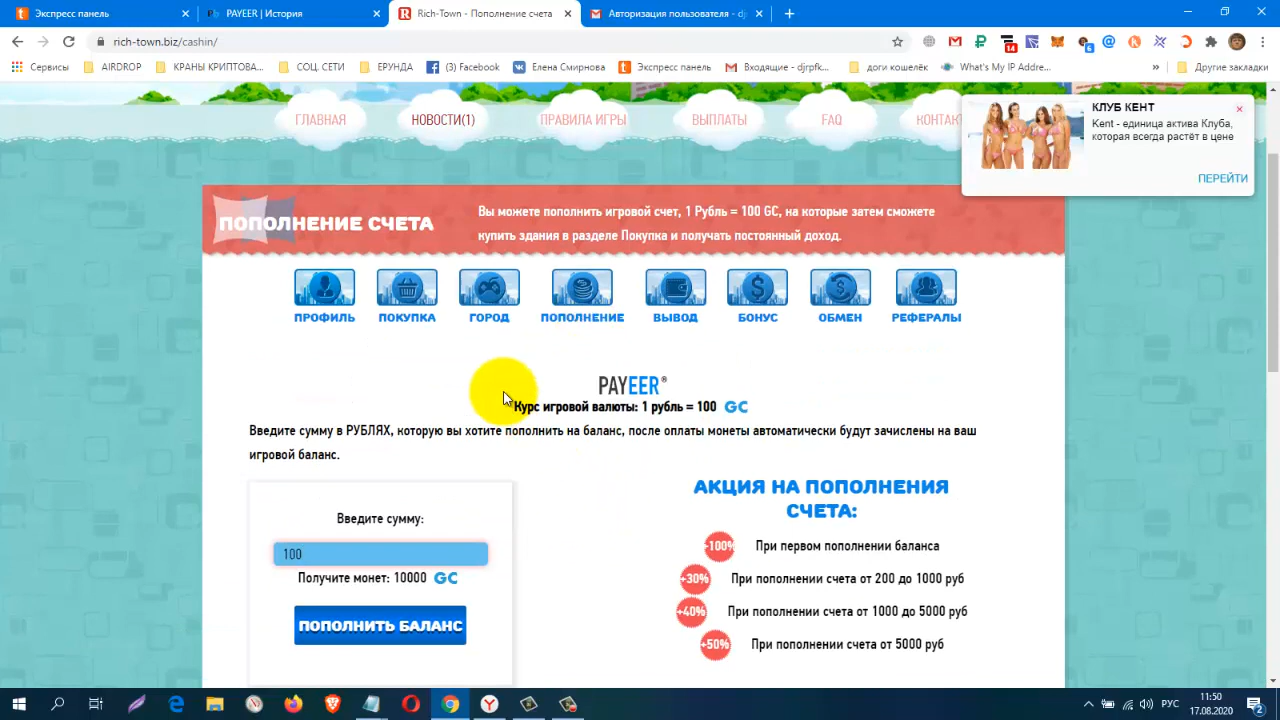 Экспресс панель
PAYEER | История
Rich-Town - Пополнение счета
Авторизация пользователя - dj
rich-town.biz/cashin/
14
6
Сервисы
AIRDROP
КРАНЫ КРИПТОВА...
СОЦ. СЕТИ
ЕРУНДА
(3) Facebook
Елена Смирнова
Экспресс панель
Входящие - djrpfk...
доги кошелёк
What's My IP Addre...
»
Другие закладки
ГЛАВНАЯ
НОВОСТИ(1)
ПРАВИЛА ИГРЫ
ВЫПЛАТЫ
FAQ
КОНТАК
КЛУБ КЕНТ
Kent - единица актива Клуба,
которая всегда растёт в цене
ПЕРЕЙТИ
ПОПОЛНЕНИЕ СЧЕТА
Вы можете пополнить игровой счет, 1 Рубль = 100 GC, на которые затем сможете
купить здания в разделе Покупка и получать постоянный доход.
ПРОФИЛЬ
ПОКУПКА
ГОРОД
ПОПОЛНЕНИЕ
ВЫВОД
БОНУС
ОБМЕН
РЕФЕРАЛЫ
PAYEER®
Курс игровой валюты: 1 рубль = 100 GC
Введите сумму в РУБЛЯХ, которую вы хотите пополнить на баланс, после оплаты монеты автоматически будут зачислены на ваш
игровой баланс.
Введите сумму:
100
Получите монет: 10000 GC
ПОПОЛНИТЬ БАЛАНС
АКЦИЯ НА ПОПОЛНЕНИЯ
СЧЕТА:
+100% При первом пополнении баланса
+30% При пополнении счета от 200 до 1000 руб
+40% При пополнении счета от 1000 до 5000 руб
+50% При пополнении счета от 5000 руб
РУС
11:50
17.08.2020
2